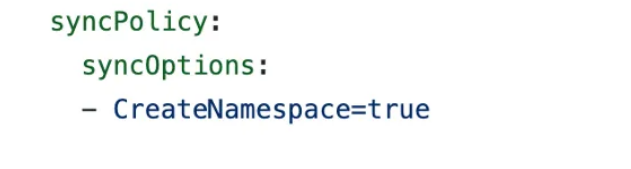 syncPolicy:
  syncOptions:
  - CreateNamespace=true